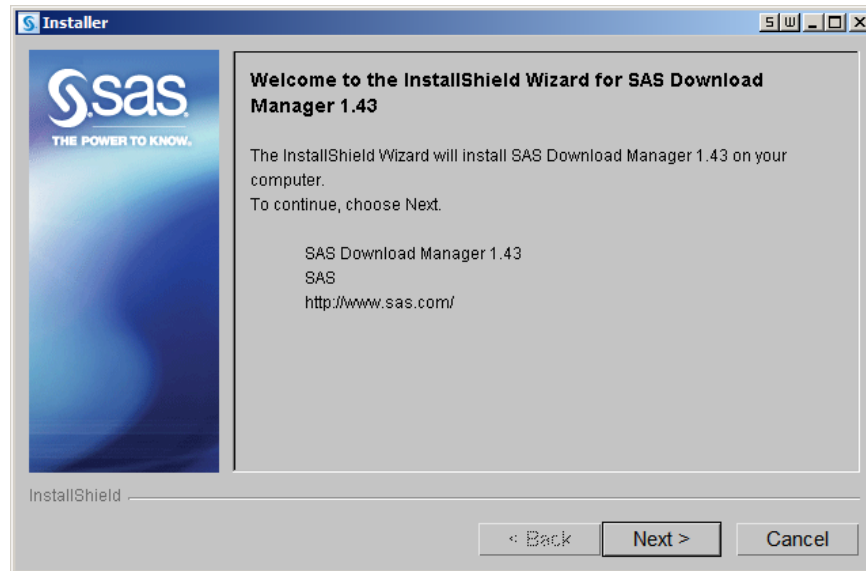 Installer
S W
sas
THE POWER TO KNOW.
Welcome to the InstallShield Wizard for SAS Download
Manager 1.43
The InstallShield Wizard will install SAS Download Manager 1.43 on your
computer.
To continue, choose Next.
SAS Download Manager 1.43
SAS
http://www.sas.com/
InstallShield
< Back
Next >
Cancel